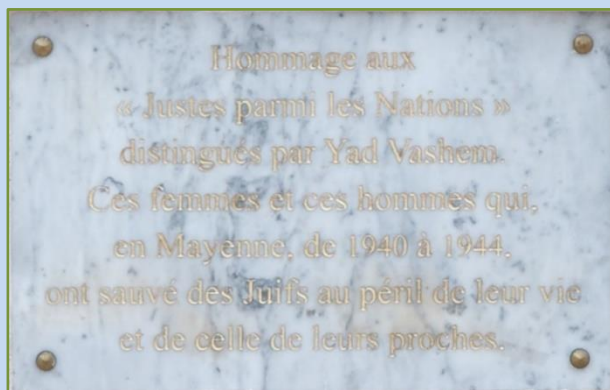 Hommage aux
« Justes parmi les Nations »
distingués par Yad Vashem.
Ces femmes et ces hommes qui,
en Mayenne, de 1940 à 1944,
ont sauvé des Juifs au péril de leur vie
et de celle de leurs proches.